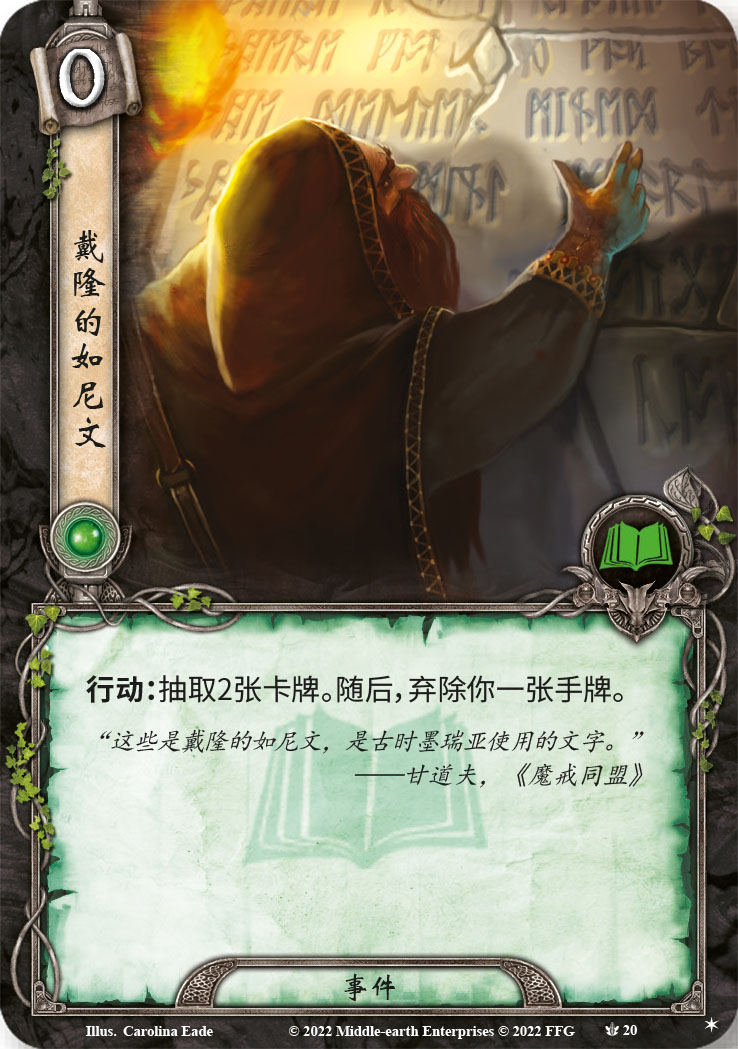 0
戴隆的如尼文
行动：抽取2张卡牌。随后，弃除你一张手牌。
“这些是戴隆的如尼文，是古时墨瑞亚使用的文字。”
——甘道夫，《魔戒同盟》
事件
Illus. Carolina Eade © 2022 Middle-earth Enterprises © 2022 FFG 20